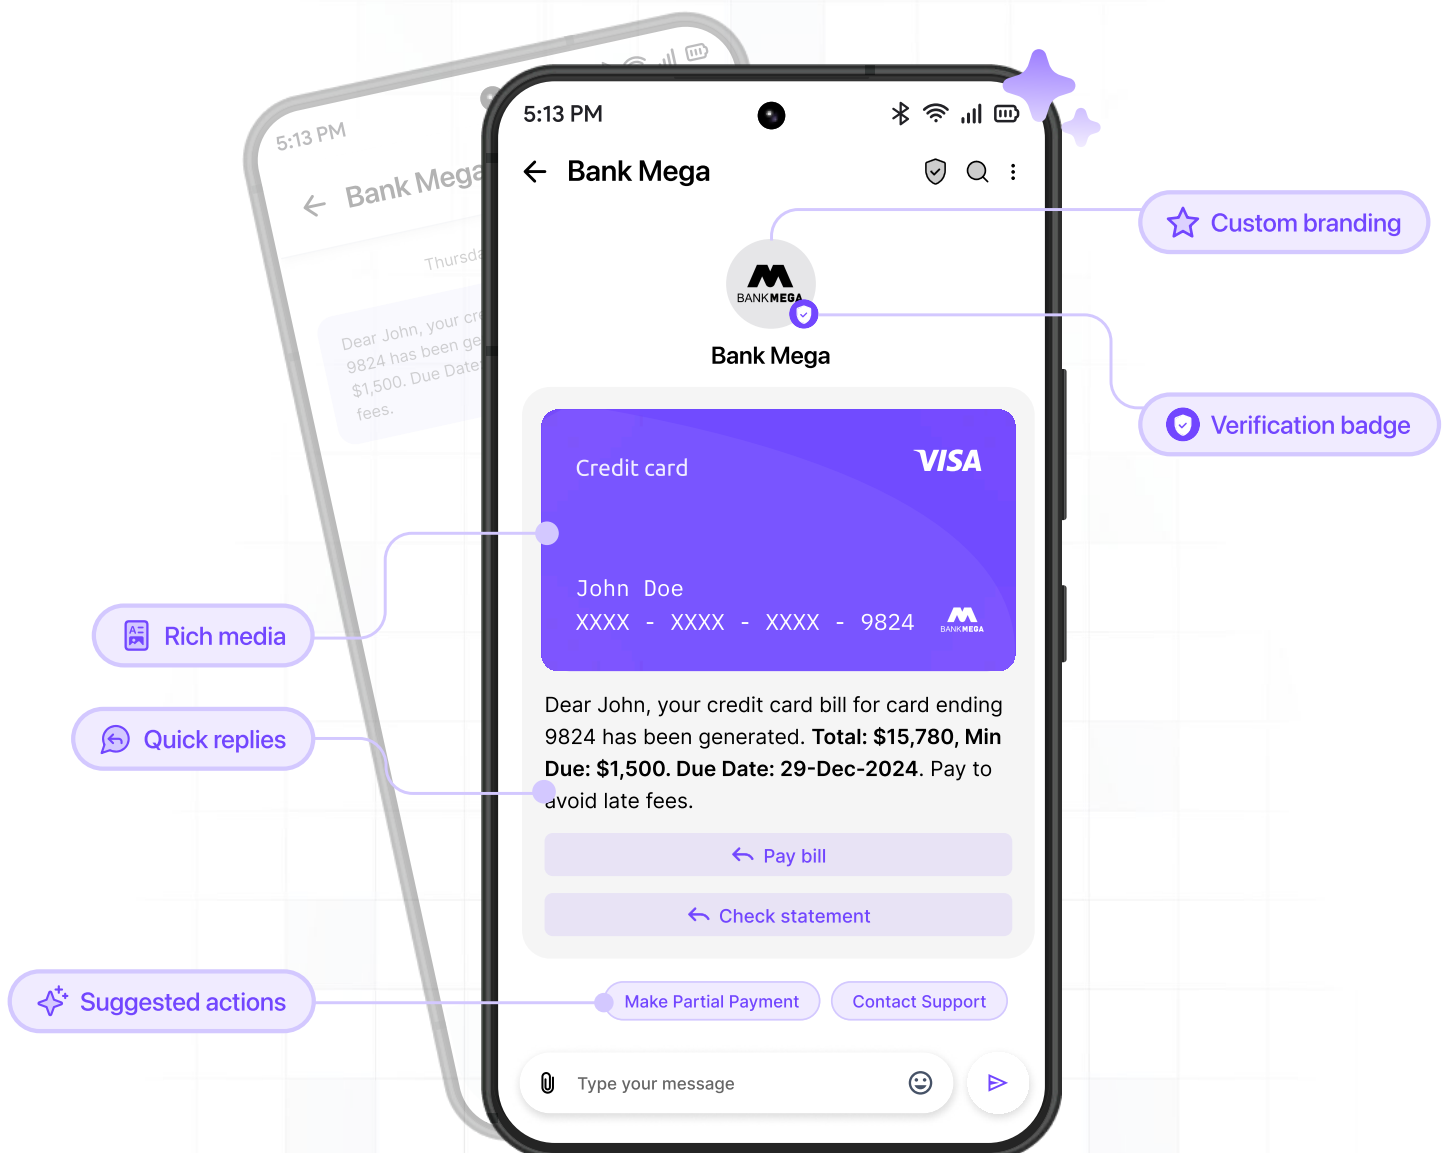 5:13 PM
Bank Mega
Thursda
Dear John, your cre
9824 has been ge
$1,500. Due Date:
fees.
5:13 PM
Bank Mega
BANKMEGA
Bank Mega
Custom branding
Verification badge
Credit card
VISA
John Doe
XXXX - XXXX - XXXX - 9824
BANKMEGA
Rich media
Quick replies
Dear John, your credit card bill for card ending
9824 has been generated. Total: $15,780, Min
Due: $1,500. Due Date: 29-Dec-2024. Pay to
avoid late fees.
Pay bill
Check statement
Suggested actions
Make Partial Payment
Contact Support
Type your message